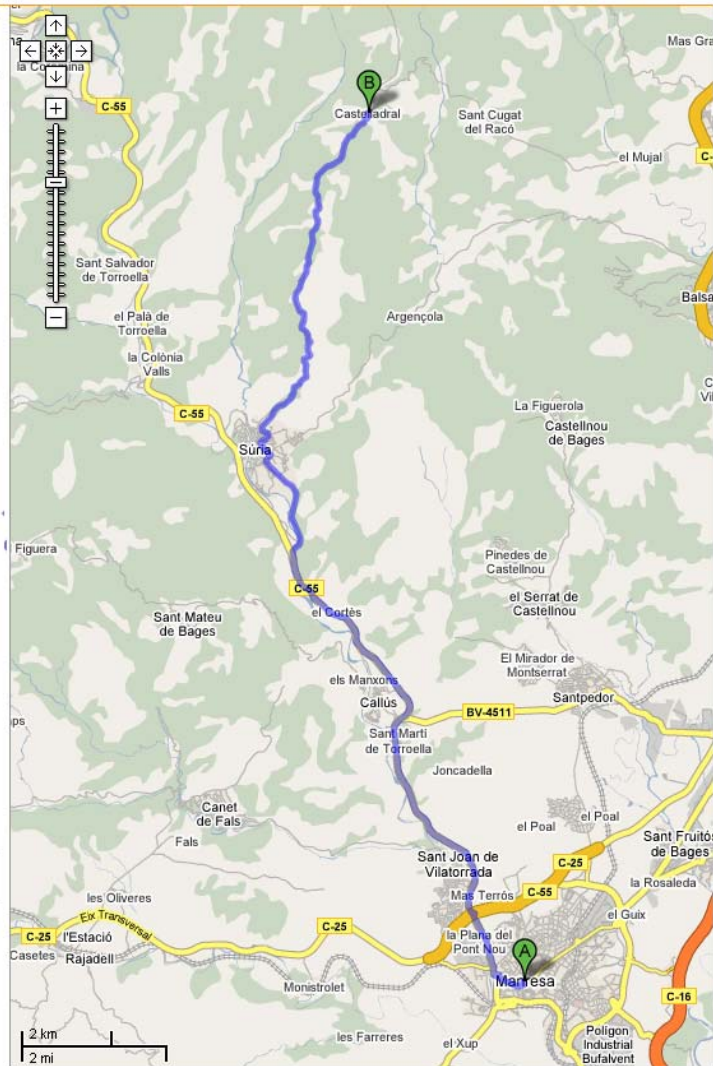 Mas Gra
la Coromina
C-55
B
Castelladral
Sant Cugat
del Racó
el Mujal
C-
Sant Salvador
de Torroella
Balsa
el Palà de
Torroella
Argençola
la Colònia
Valls
C-55
La Figuerola
Castellnou
de Bages
Súria
Figuera
Pinedes de
Castellnou
C-55
el Serrat de
Castellnou
Sant Mateu
de Bages
el Cortès
El Mirador de
Montserrat
els Manxons
Callús
Santpedor
BV-4511
Sant Martí
de Torroella
Joncadella
Canet
de Fals
el Poal
el Poal
Fals
Sant Fruitós
de Bages
Sant Joan de
Vilatorrada
C-25
la Rosaleda
Mas Terrós
C-55
les Oliveres
Eix Transversal
el Guix
C-25
C-25
l'Estació
la Plana del
Pont Nou
Casetes
Rajadell
A
Manresa
Monistrolet
C-16
2 km
2 mi
les Farreres
el Xup
Polígon
Industrial
Bufalvent